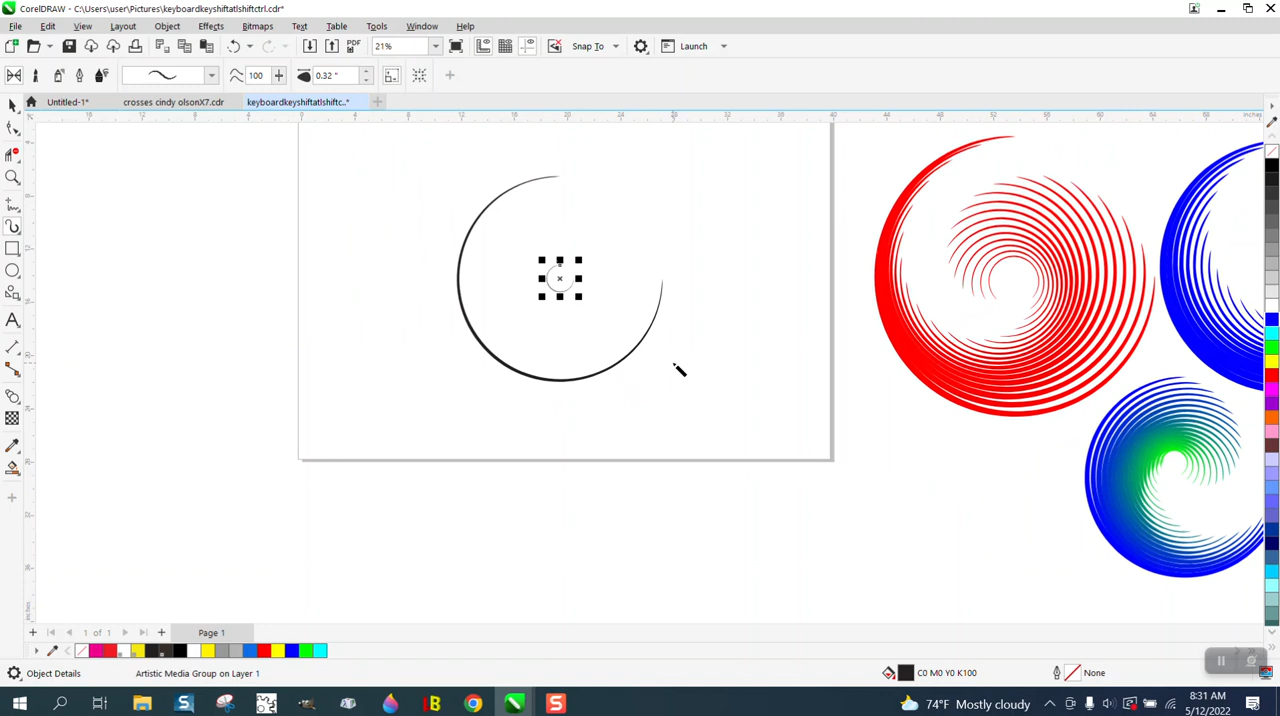 CorelDRAW - C:\Users\user\Pictures\keyboardkeyshiftatlshiftctrl.cdr*
File Edit View Layout Object Effects Bitmaps Text Table Tools Window Help
PDF 21% Snap To Launch
100 0.32 "
Untitled-1* crosses cindy olsonX7.cdr keyboardkeyshiftatlshiftc..*
inches
1 of 1 Page 1
Object Details Artistic Media Group on Layer 1 C0 M0 Y0 K100 None
74°F Mostly cloudy 8:31 AM
5/12/2022